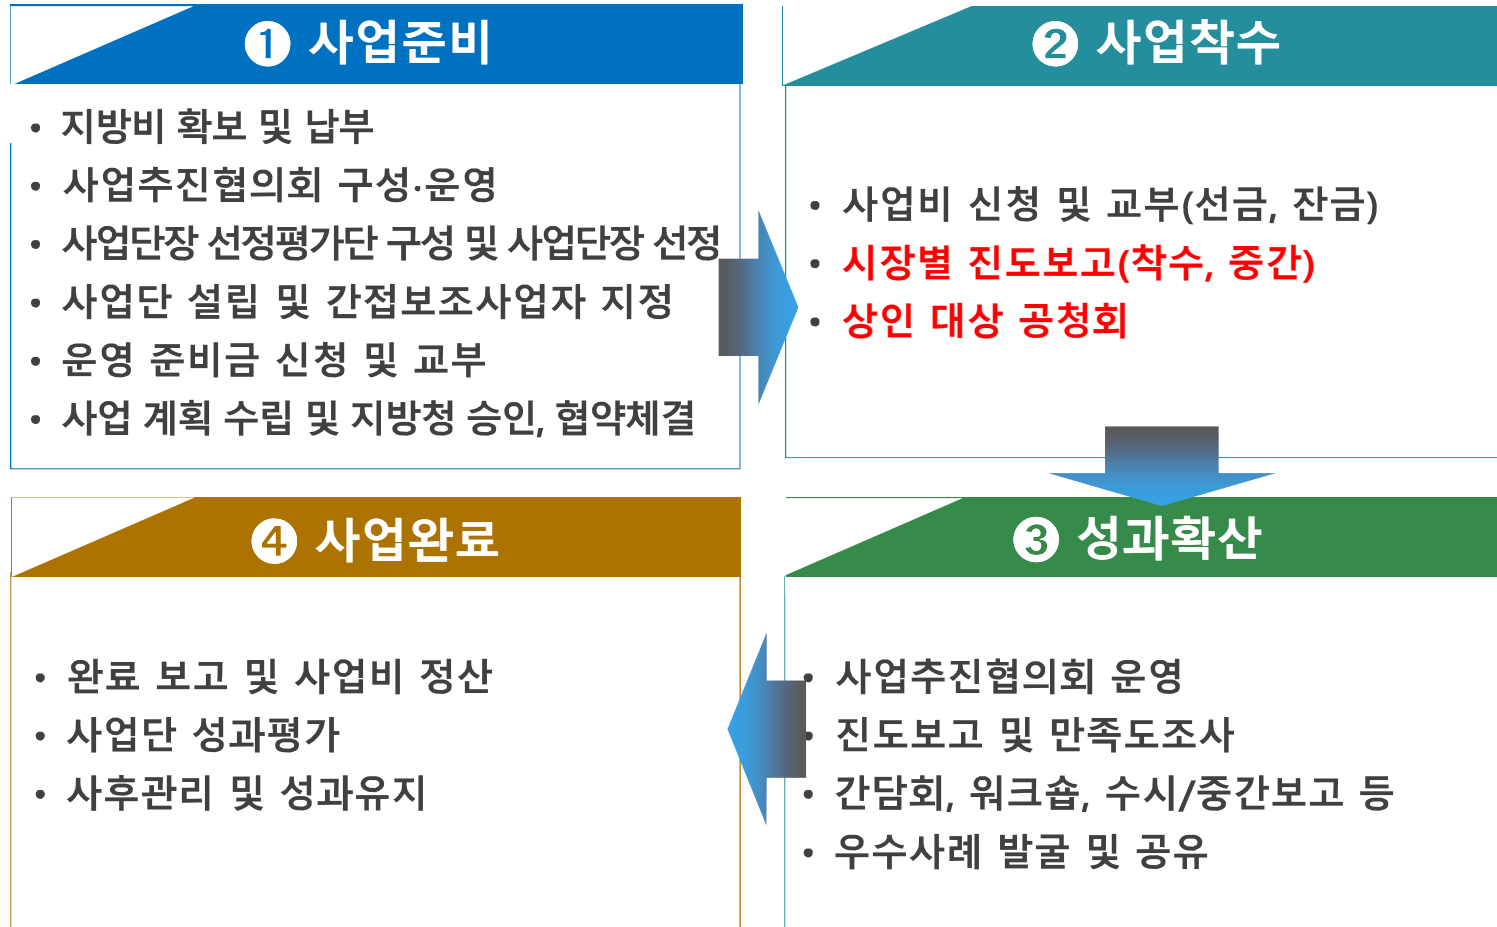 ❶ 사업준비
• 지방비 확보 및 납부
• 사업추진협의회 구성·운영
• 사업단장 선정평가단 구성 및 사업단장 선정
• 사업단 설립 및 간접보조사업자 지정
• 운영 준비금 신청 및 교부
• 사업 계획 수립 및 지방청 승인, 협약체결
❷ 사업착수
• 사업비 신청 및 교부(선금, 잔금)
• 시장별 진도보고(착수, 중간)
• 상인 대상 공청회
❸ 성과확산
• 사업추진협의회 운영
• 진도보고 및 만족도조사
• 간담회, 워크숍, 수시/중간보고 등
• 우수사례 발굴 및 공유
❹ 사업완료
• 완료 보고 및 사업비 정산
• 사업단 성과평가
• 사후관리 및 성과유지